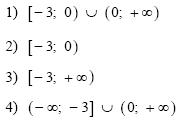 1) [−3; 0) ∪ (0; +∞)
2) [−3; 0)
3) [−3; +∞)
4) (−∞; −3] ∪ (0; +∞)